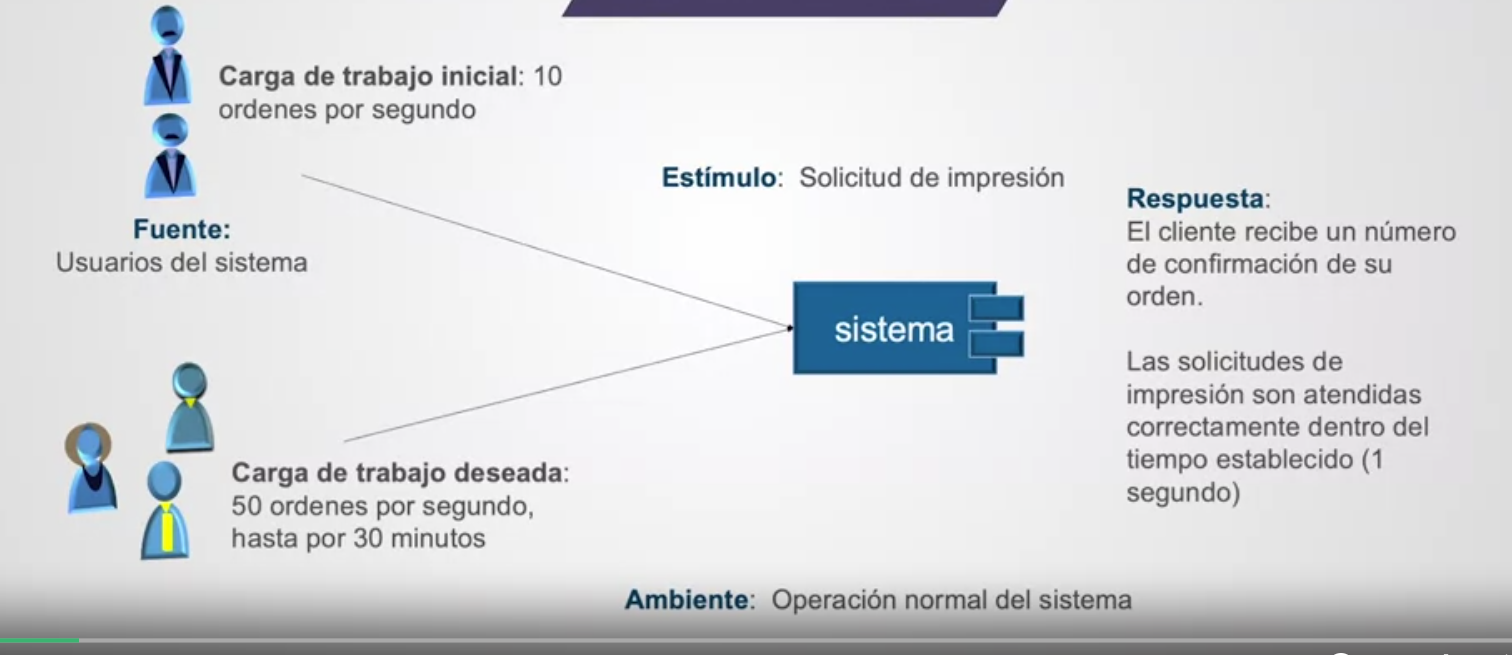 Carga de trabajo inicial: 10
ordenes por segundo
Fuente:
Usuarios del sistema
Estímulo: Solicitud de impresión
sistema
Respuesta:
El cliente recibe un número
de confirmación de su
orden.
Las solicitudes de
impresión son atendidas
correctamente dentro del
tiempo establecido (1
segundo)
Carga de trabajo deseada:
50 ordenes por segundo,
hasta por 30 minutos
Ambiente: Operación normal del sistema